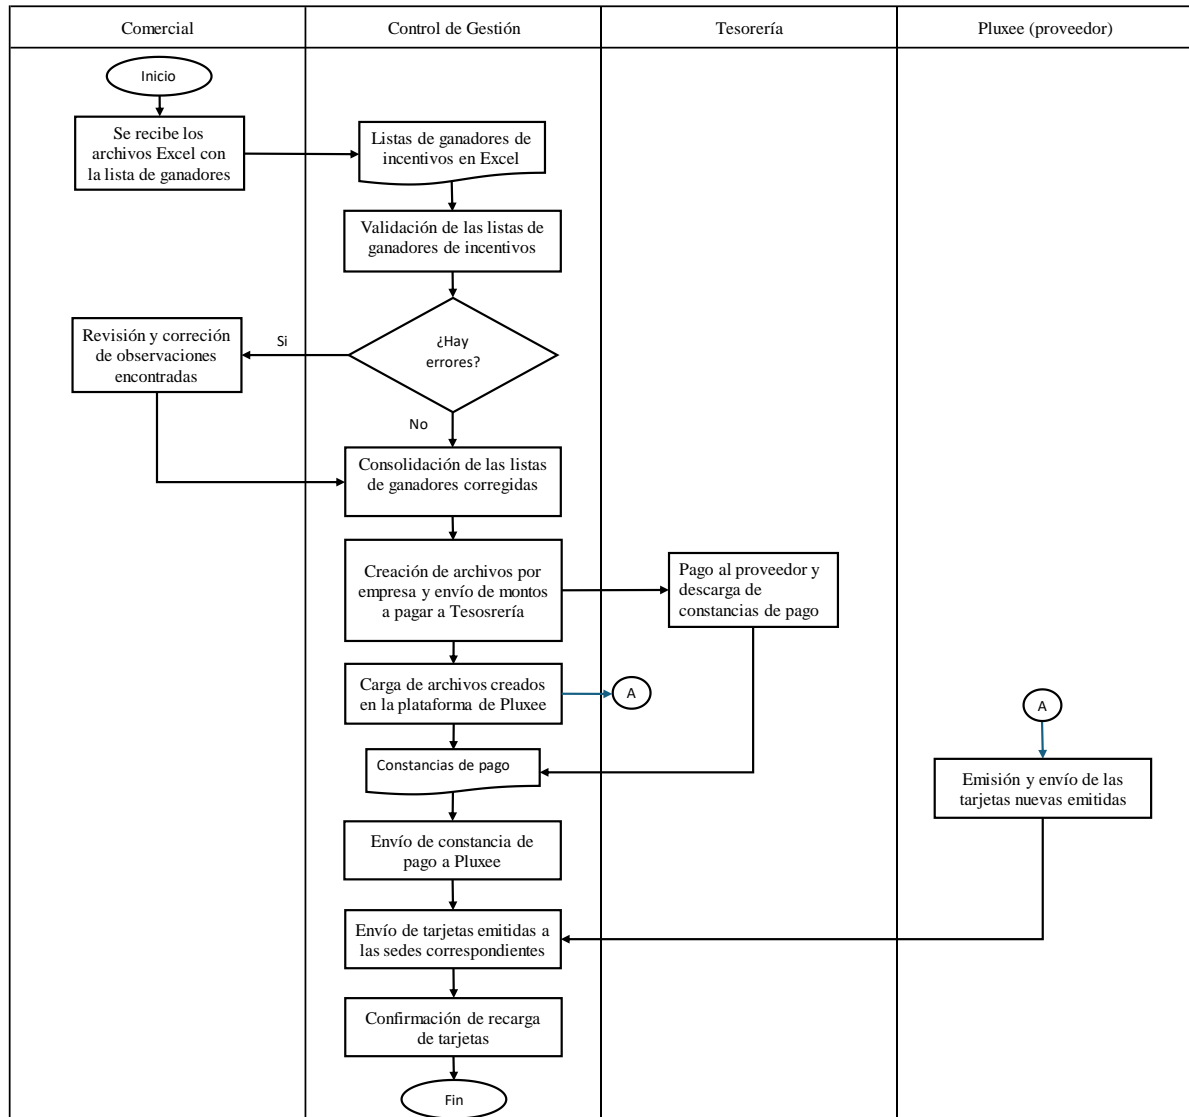 Comercial
Control de Gestión
Tesorería
Pluxee (proveedor)
Inicio
Se recibe los
archivos Excel con
la lista de ganadores
Listas de ganadores de
incentivos en Excel
Validación de las listas de
ganadores de incentivos
¿Hay
errores?
Si
Revisión y correción
de observaciones
encontradas
No
Consolidación de las listas
de ganadores corregidas
Creación de archivos por
empresa y envío de montos
a pagar a Tesosrería
Pago al proveedor y
descarga de
constancias de pago
Carga de archivos creados
en la plataforma de Pluxee
A
A
Constancias de pago
Emisión y envío de las
tarjetas nuevas emitidas
Envío de constancia de
pago a Pluxee
Envío de tarjetas emitidas a
las sedes correspondientes
Confirmación de recarga
de tarjetas
Fin